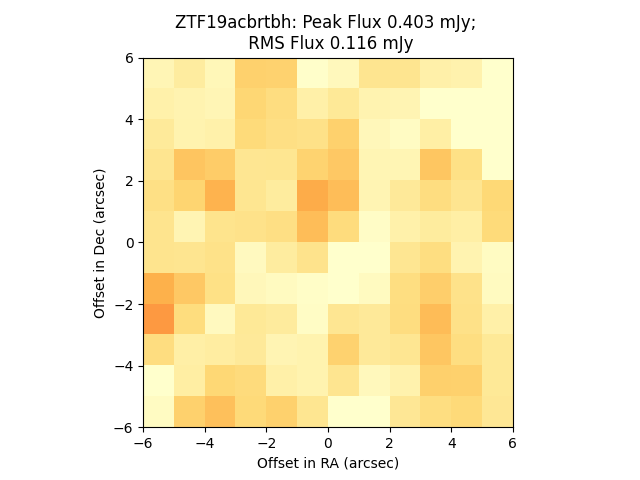 ZTF19acbrtbh: Peak Flux 0.403 mJy;
RMS Flux 0.116 mJy
6
4
2
0
−2
−4
−6
Offset in Dec (arcsec)
−6 −4 −2 0 2 4 6
Offset in RA (arcsec)